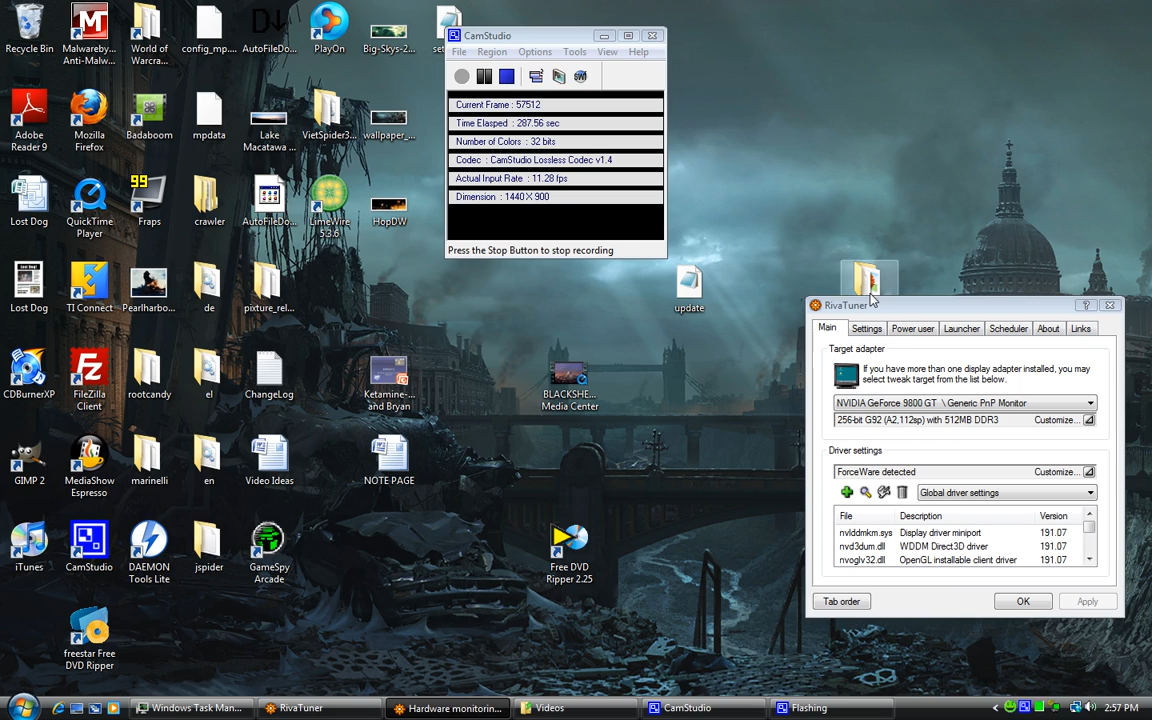 Recycle Bin
Malwareby...
Anti-Malw...
World of
Warcra...
config_mp...
D↓
AutoFileDo...
PlayOn
Big-Skys-2...
Adobe
Reader 9
Mozilla
Firefox
Badaboom
mpdata
Lake
Macatawa ...
VietSpider3...
wallpaper_...
99
Lost Dog
QuickTime
Player
Fraps
crawler
AutoFileDo...
LimeWire
5.3.6
HopDW
Lost Dog
TI Connect
Pearlharbo...
de
pixture_rel...
CDBurnerXP
FileZilla
Client
rootcandy
el
ChangeLog
Ketamine-...
and Bryan
GIMP 2
MediaShow
Espresso
marinelli
en
Video Ideas
NOTE PAGE
iTunes
CamStudio
DAEMON
Tools Lite
jspider
GameSpy
Arcade
freestar Free
DVD Ripper
CamStudio
File Region Options Tools View Help
Current Frame : 57512
Time Elasped : 287.56 sec
Number of Colors : 32 bits
Codec : CamStudio Lossless Codec v1.4
Actual Input Rate : 11.28 fps
Dimension : 1440 X 900
Press the Stop Button to stop recording
update
BLACKSHE...
Media Center
Free DVD
Ripper 2.25
RivaTuner
Main Settings Power user Launcher Scheduler About Links
Target adapter
If you have more than one display adapter installed, you may
select tweak target from the list below.
NVIDIA GeForce 9800 GT \ Generic PnP Monitor
256-bit G92 (A2,112sp) with 512MB DDR3 Customize...
Driver settings
ForceWare detected Customize...
Global driver settings
File Description Version
nvlddmkm.sys Display driver miniport 191.07
nvd3dum.dll WDDM Direct3D driver 191.07
nvoglv32.dll OpenGL installable client driver 191.07
Tab order OK Apply
Windows Task Man...
RivaTuner
Hardware monitorin...
Videos
CamStudio
Flashing
2:57 PM